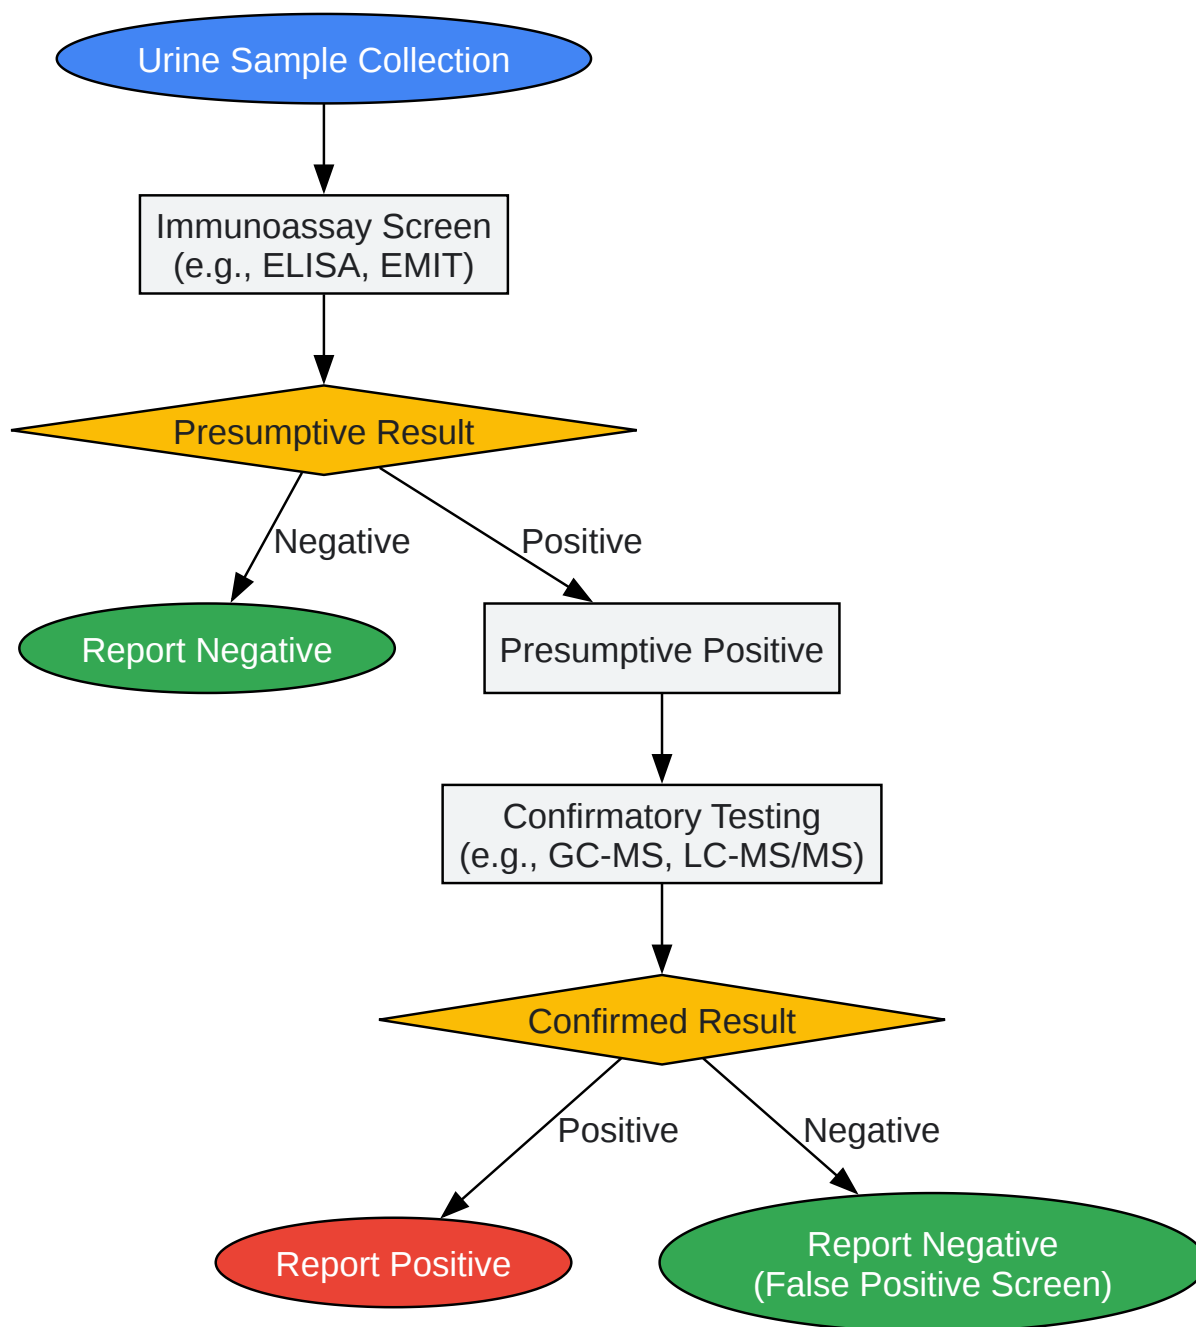 Urine Sample Collection
Immunoassay Screen
(e.g., ELISA, EMIT)
Presumptive Result
Negative
Positive
Report Negative
Presumptive Positive
Confirmatory Testing
(e.g., GC-MS, LC-MS/MS)
Confirmed Result
Positive
Negative
Report Positive
Report Negative
(False Positive Screen)